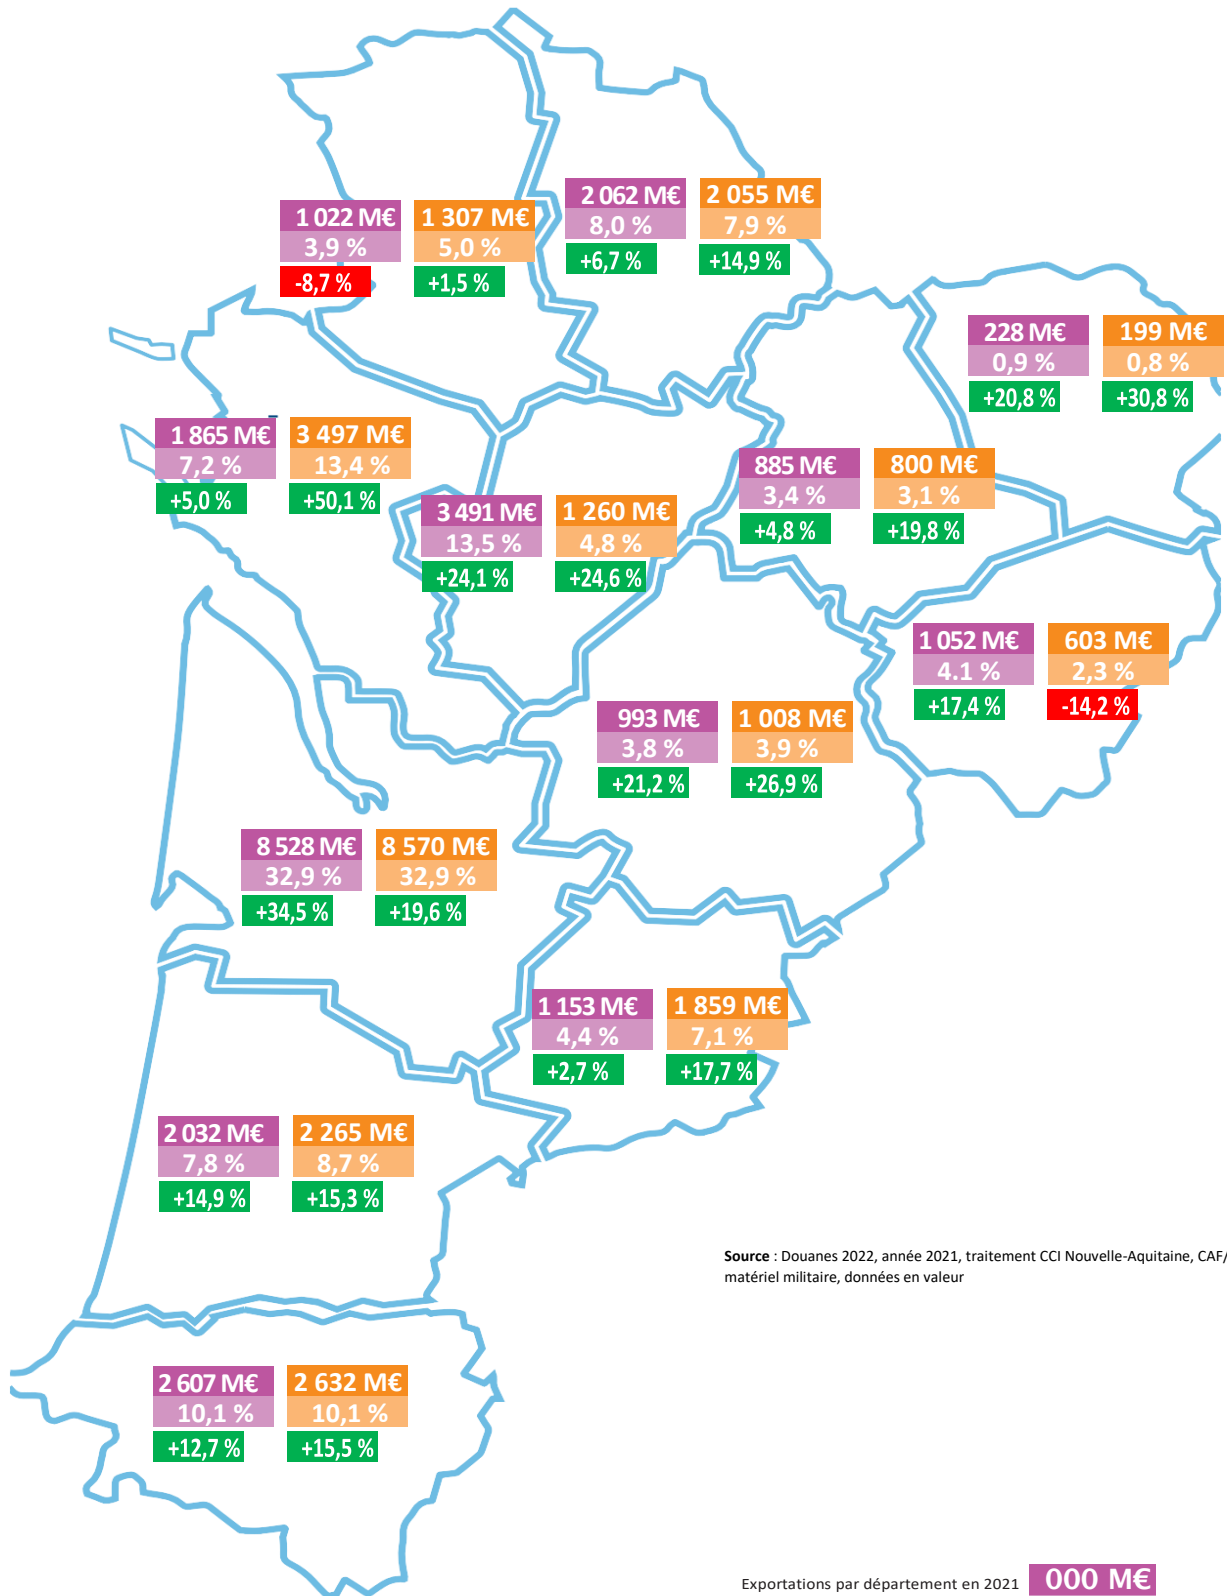 2 062 M€ 2 055 M€
8,0 % 7,9 %
+6,7 % +14,9 %
1 022 M€ 1 307 M€
3,9 % 5,0 %
-8,7 % +1,5 %
228 M€ 199 M€
0,9 % 0,8 %
+20,8 % +30,8 %
1 865 M€ 3 497 M€
7,2 % 13,4 %
+5,0 % +50,1 %
885 M€ 800 M€
3,4 % 3,1 %
+4,8 % +19,8 %
3 491 M€ 1 260 M€
13,5 % 4,8 %
+24,1 % +24,6 %
1 052 M€ 603 M€
4.1 % 2,3 %
+17,4 % -14,2 %
993 M€ 1 008 M€
3,8 % 3,9 %
+21,2 % +26,9 %
8 528 M€ 8 570 M€
32,9 % 32,9 %
+34,5 % +19,6 %
1 153 M€ 1 859 M€
4,4 % 7,1 %
+2,7 % +17,7 %
2 032 M€ 2 265 M€
7,8 % 8,7 %
+14,9 % +15,3 %
Source : Douanes 2022, année 2021, traitement CCI Nouvelle-Aquitaine, CAF/
matériel militaire, données en valeur
2 607 M€ 2 632 M€
10,1 % 10,1 %
+12,7 % +15,5 %
Exportations par département en 2021 000 M€